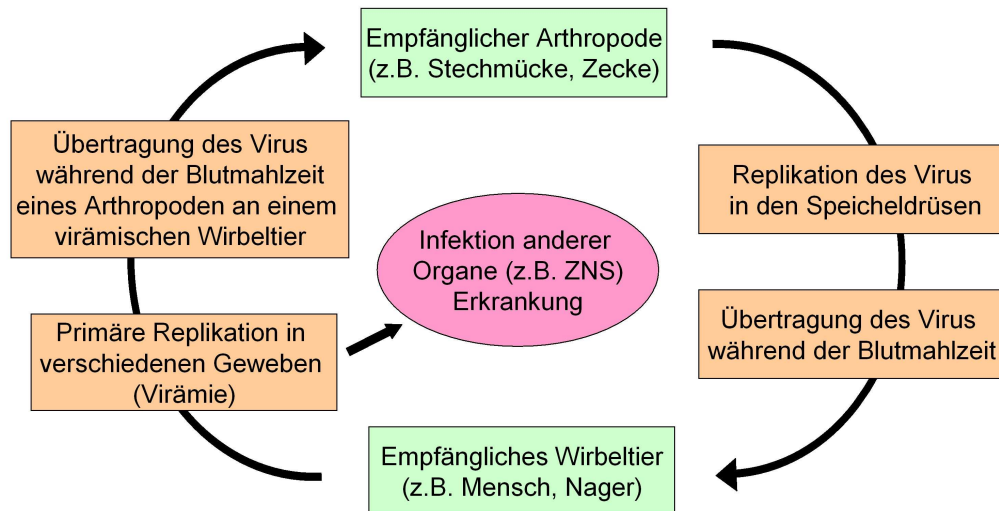 Empfänglicher Arthropode
(z.B. Stechmücke, Zecke)
Replikation des Virus
in den Speicheldrüsen
Übertragung des Virus
während der Blutmahlzeit
Empfängliches Wirbeltier
(z.B. Mensch, Nager)
Primäre Replikation in
verschiedenen Geweben
(Virämie)
Übertragung des Virus
während der Blutmahlzeit
eines Arthropoden an einem
virämischen Wirbeltier
Infektion anderer
Organe (z.B. ZNS)
Erkrankung